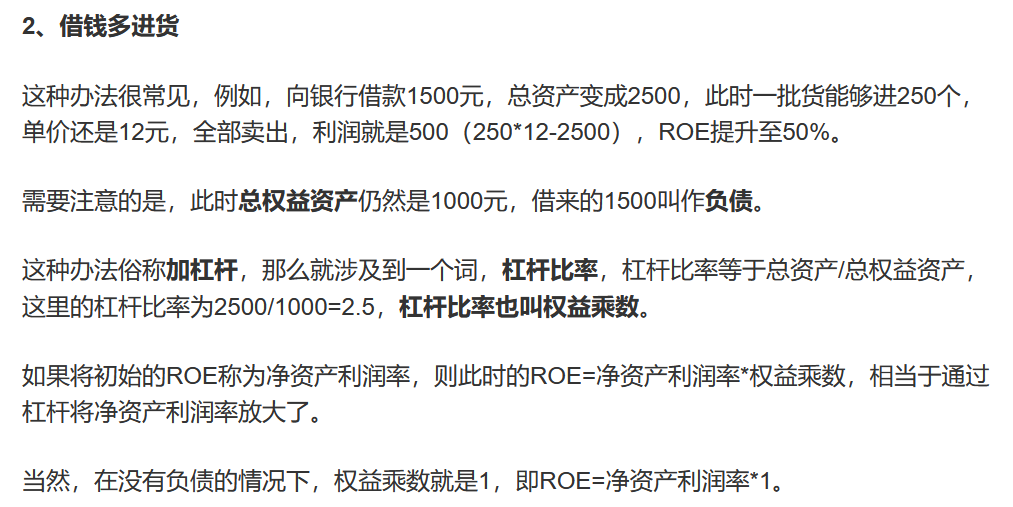 2、借钱多进货
这种办法很常见，例如，向银行借款1500元，总资产变成2500，此时一批货能够进250个，
单价还是12元，全部卖出，利润就是500（250*12-2500），ROE提升至50%。
需要注意的是，此时总权益资产仍然是1000元，借来的1500叫作负债。
这种办法俗称加杠杆，那么就涉及到一个词，杠杆比率，杠杆比率等于总资产/总权益资产，
这里的杠杆比率为2500/1000=2.5，杠杆比率也叫权益乘数。
如果将初始的ROE称为净资产利润率，则此时的ROE=净资产利润率*权益乘数，相当于通过
杠杆将净资产利润率放大了。
当然，在没有负债的情况下，权益乘数就是1，即ROE=净资产利润率*1。